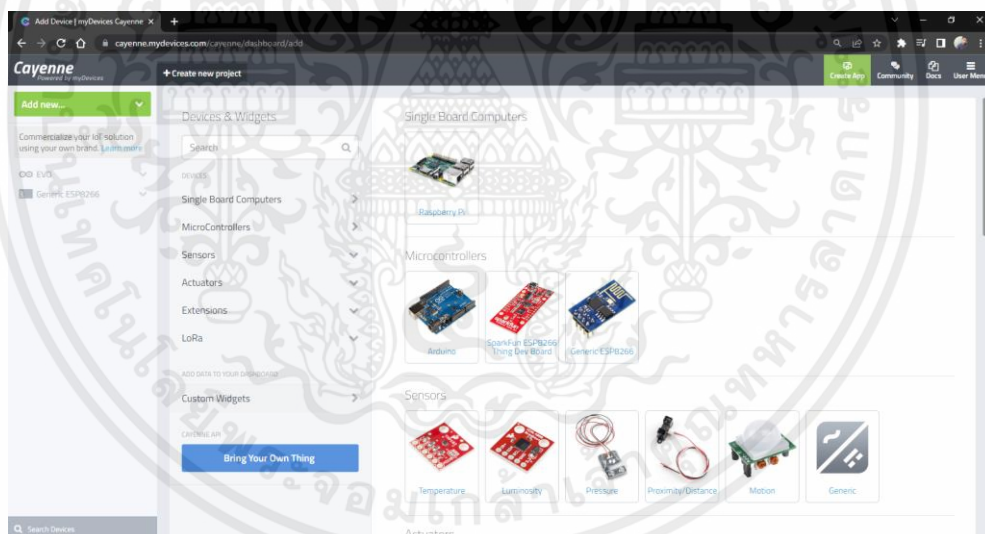 Add Device | myDevices Cayenne
cayenne.mydevices.com/cayenne/dashboard/add
Cayenne
Powered by myDevices
+ Create new project
Create App
Community
Docs
User Menu
Add new...
Commercialize your IoT solution
using your own brand. Learn more
Generic ESP8266
Search Devices
Devices & Widgets
Search
DEVICES
Single Board Computers
MicroControllers
Sensors
Actuators
Extensions
LoRa
ADD DATA TO YOUR DASHBOARD
Custom Widgets
CAYENNE API
Bring Your Own Thing
Single Board Computers
Raspberry Pi
Microcontrollers
Arduino
SparkFun ESP8266
Thing Dev Board
Generic ESP8266
Sensors
Temperature
Luminosity
Pressure
Proximity/Distance
Motion
Generic
Actuators